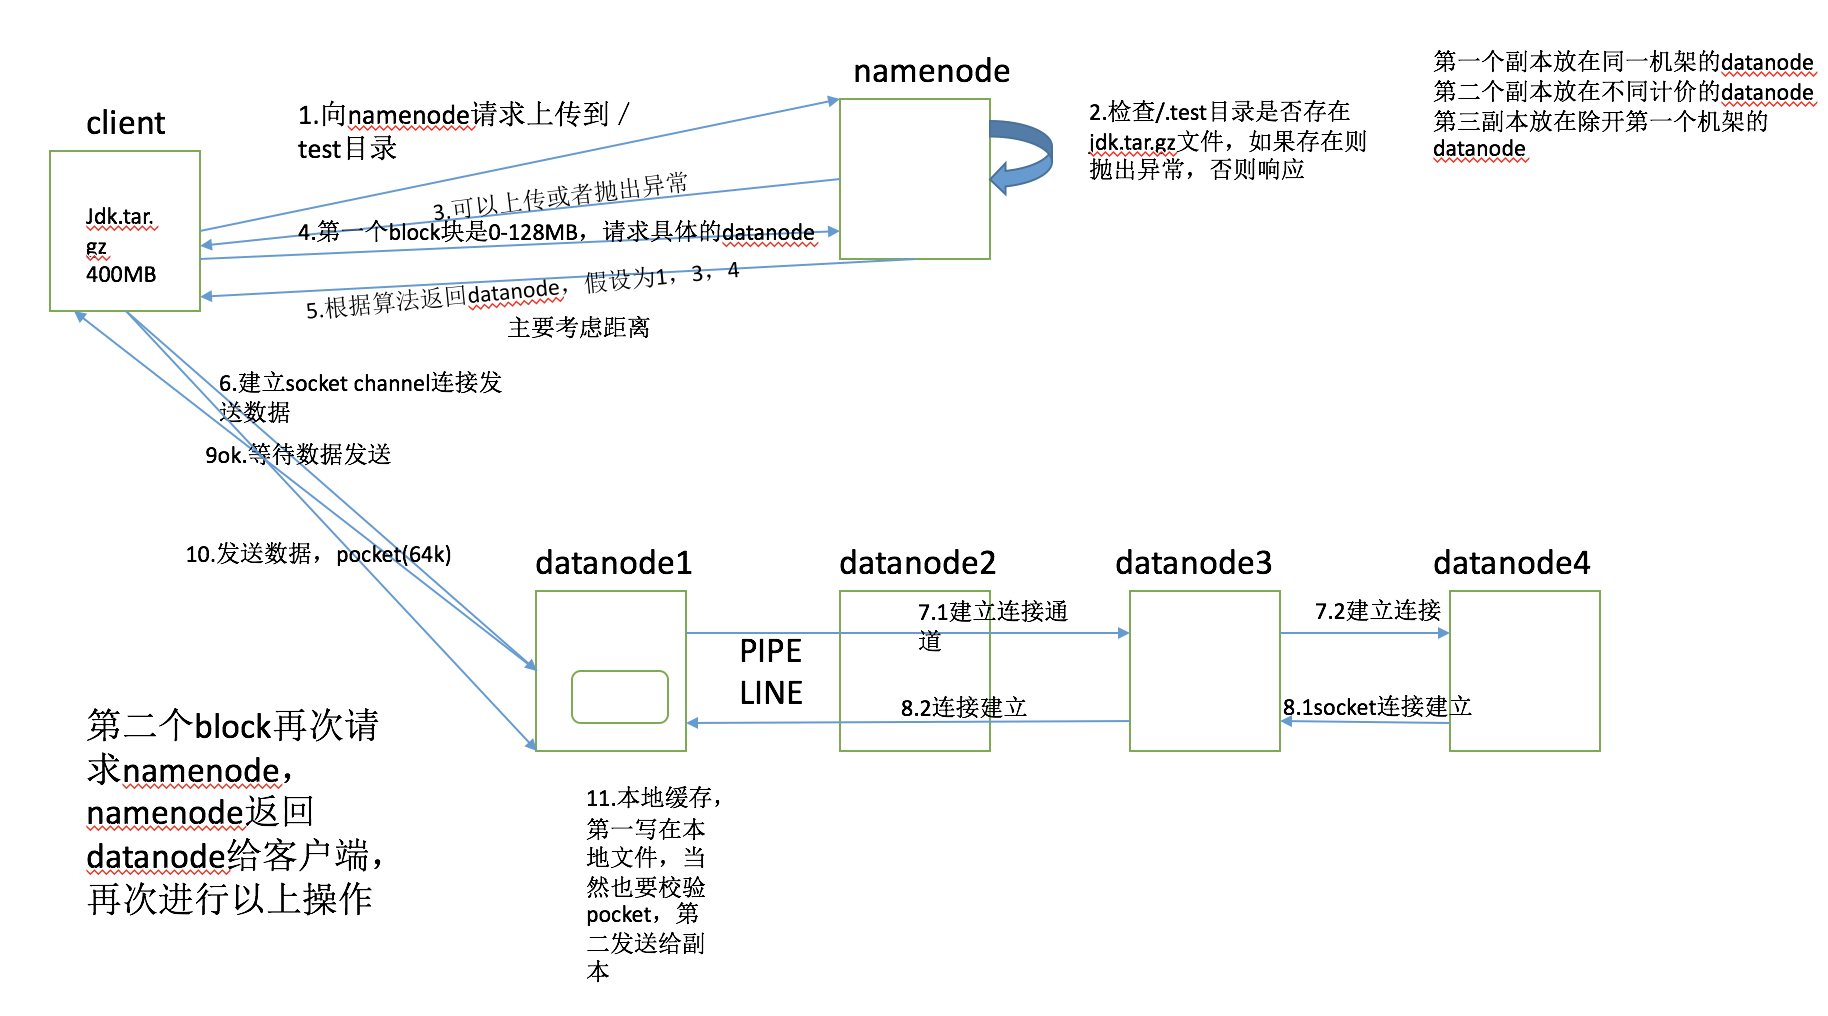 namenode
client
1.向namenode请求上传到 /
test目录
2.检查/.test目录是否存在
jdk.tar.gz文件，如果存在则
抛出异常，否则响应
第一个副本放在同一机架的datanode
第二个副本放在不同计价的datanode
第三副本放在除开第一个机架的
datanode
Jdk.tar.
gz
400MB
3.可以上传或者抛出异常
4.第一个block块是0-128MB，请求具体的datanode
5.根据算法返回datanode，假设为1，3，4
主要考虑距离
6.建立socket channel连接发
送数据
9ok.等待数据发送
10.发送数据，pocket(64k)
datanode1
datanode2
datanode3
datanode4
7.1建立连接通
道
7.2建立连接
PIPE
LINE
8.2连接建立
8.1socket连接建立
第二个block再次请
求namenode，
namenode返回
datanode给客户端，
再次进行以上操作
11.本地缓存，
第一写在本
地文件，当
然也要校验
pocket，第
二发送给副
本